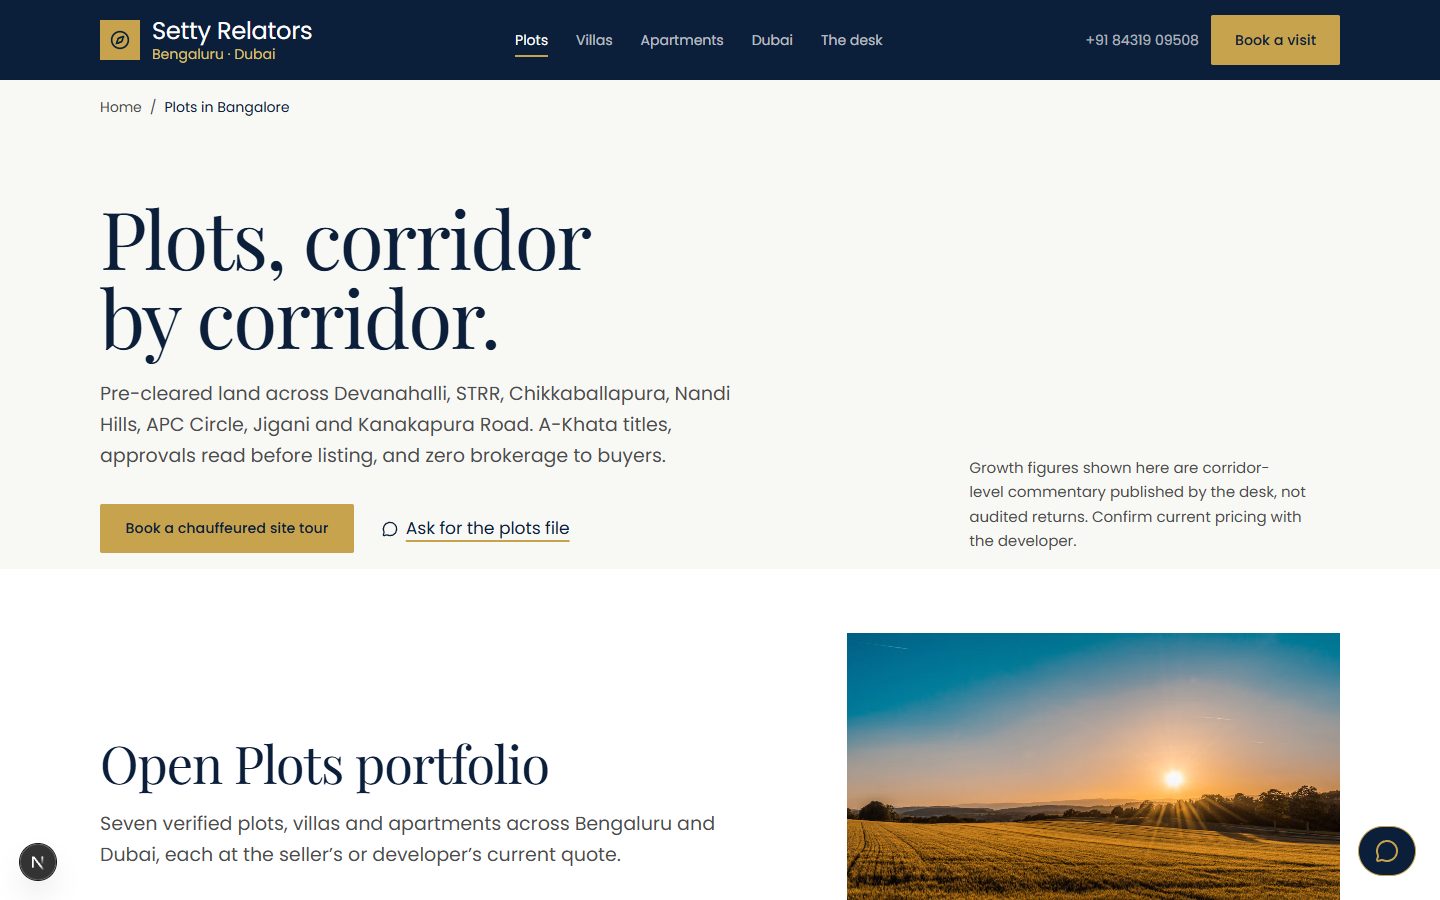 Setty Relators
Bengaluru · Dubai
Plots
Villas
Apartments
Dubai
The desk
+91 84319 09508
Book a visit
Home / Plots in Bangalore
Plots, corridor
by corridor.
Pre-cleared land across Devanahalli, STRR, Chikkaballapura, Nandi
Hills, APC Circle, Jigani and Kanakapura Road. A-Khata titles,
approvals read before listing, and zero brokerage to buyers.
Book a chauffeured site tour
Ask for the plots file
Growth figures shown here are corridor-
level commentary published by the desk, not
audited returns. Confirm current pricing with
the developer.
Open Plots portfolio
Seven verified plots, villas and apartments across Bengaluru and
Dubai, each at the seller’s or developer’s current quote.
N